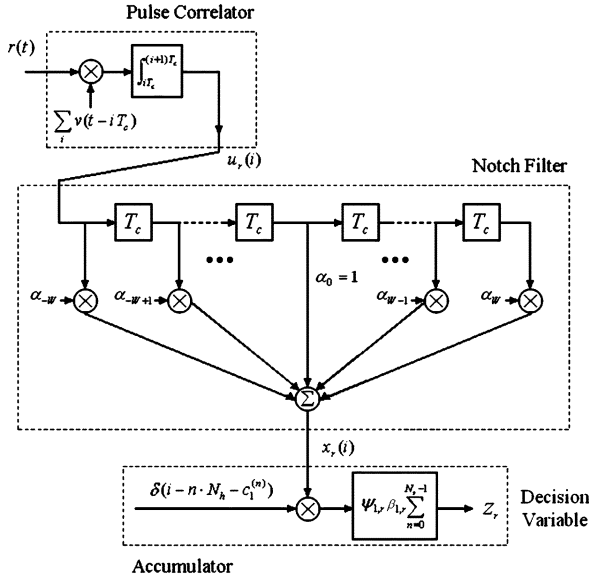 Pulse Correlator
r(t)
∫_{iT_c}^{(i+1)T_c}
∑_i v(t − i T_c)
u_r(i)
Notch Filter
T_c T_c T_c T_c
••• •••
α_0 = 1
α_{-W} α_{-W+1} α_{W-1} α_W
Σ
x_r(i)
δ(i − n · N_h − c_1^{(n)})
ψ_{1,r} β_{1,r} ∑_{n=0}^{N_s−1}
Z_r
Decision
Variable
Accumulator